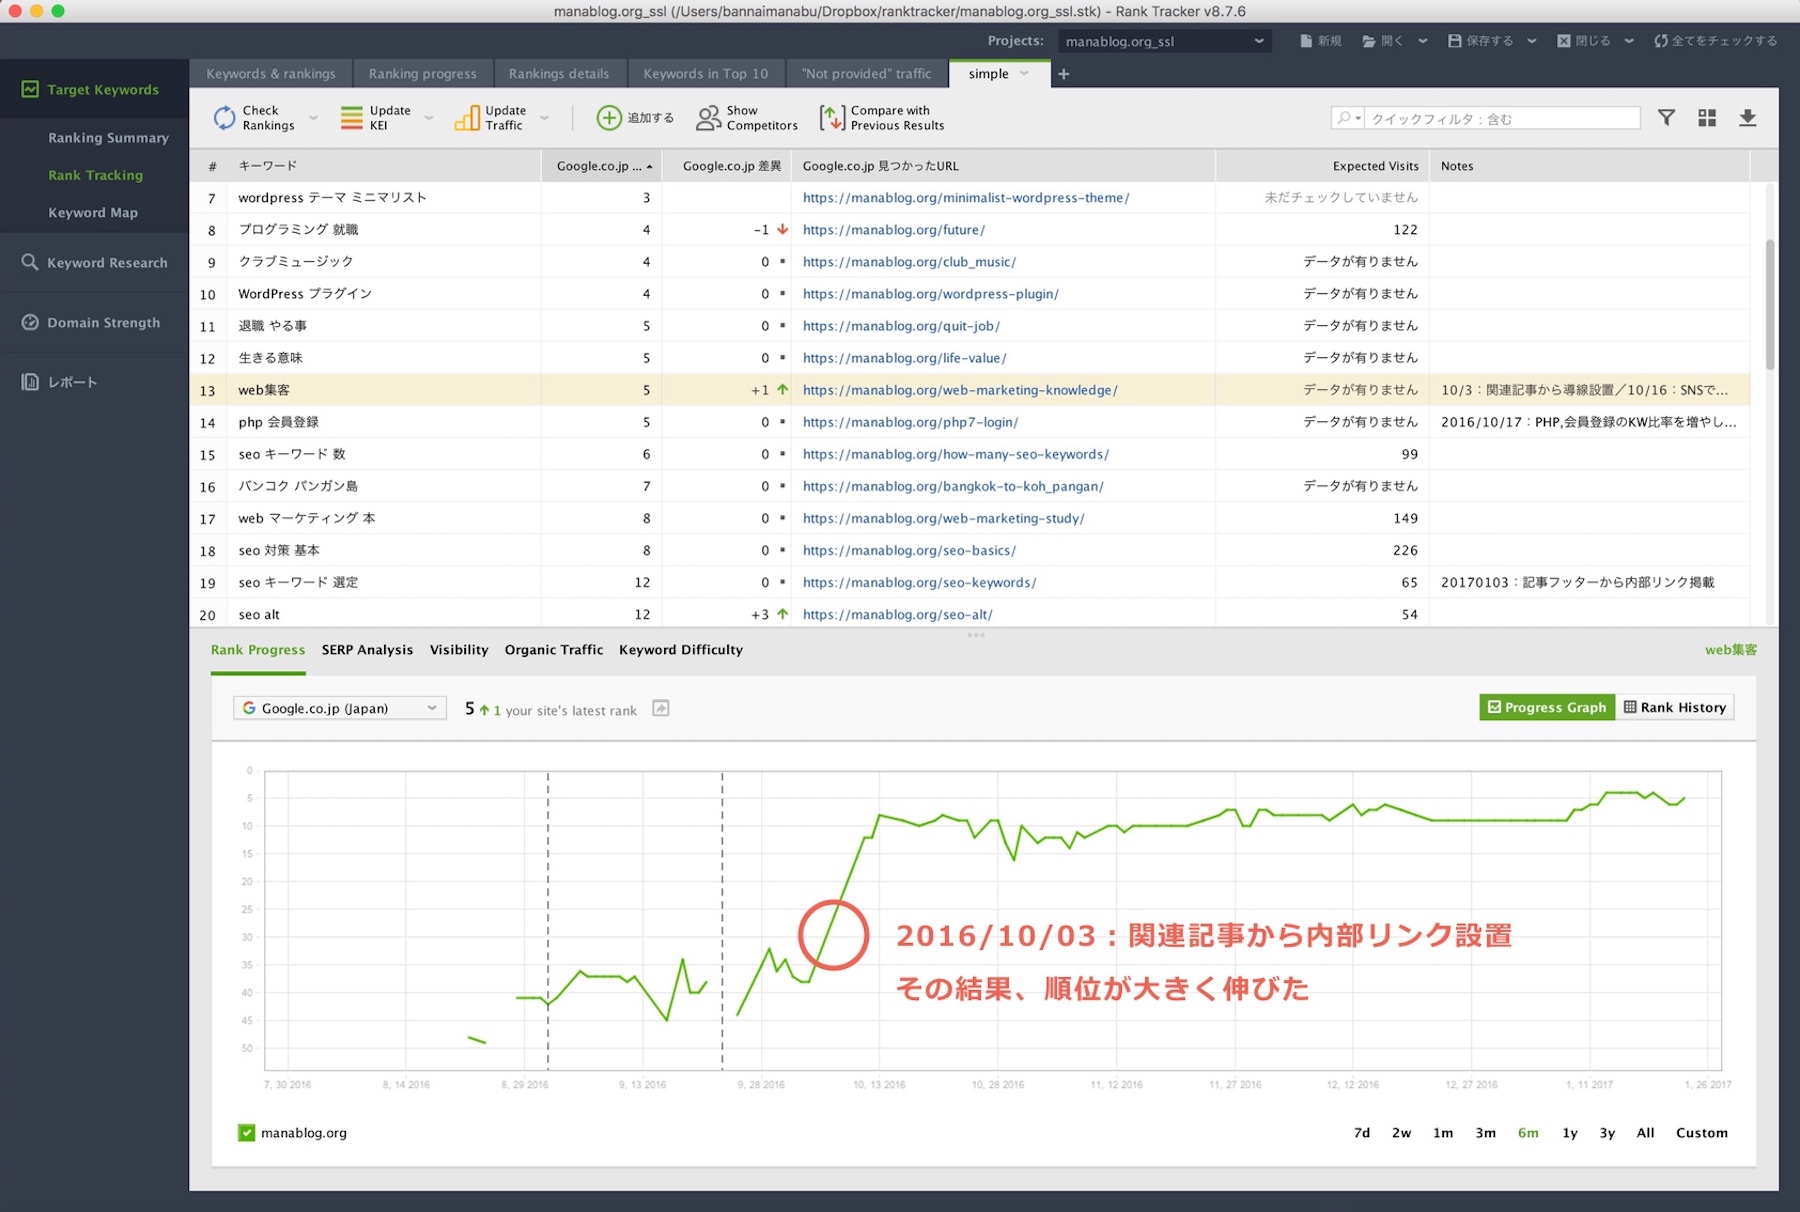 manablog.org_ssl (/Users/bannaimanabu/Dropbox/ranktracker/manablog.org_ssl.stk) - Rank Tracker v8.7.6
Projects: manablog.org_ssl 新規 開く 保存する 閉じる 全てをチェックする
Target Keywords
Ranking Summary
Rank Tracking
Keyword Map
Keyword Research
Domain Strength
レポート
Keywords & rankings Ranking progress Rankings details Keywords in Top 10 "Not provided" traffic simple +
Check Rankings Update KEI Update Traffic 追加する Show Competitors Compare with Previous Results クイックフィルタ：含む
# キーワード Google.co.jp ... Google.co.jp 差異 Google.co.jp 見つかったURL Expected Visits Notes
7 wordpress テーマ ミニマリスト 3 https://manablog.org/minimalist-wordpress-theme/ 未だチェックしていません
8 プログラミング 就職 4 -1 https://manablog.org/future/ 122
9 クラブミュージック 4 0 https://manablog.org/club_music/ データが有りません
10 WordPress プラグイン 4 0 https://manablog.org/wordpress-plugin/ データが有りません
11 退職 やる事 5 0 https://manablog.org/quit-job/ データが有りません
12 生きる意味 5 0 https://manablog.org/life-value/ データが有りません
13 web集客 5 +1 https://manablog.org/web-marketing-knowledge/ データが有りません 10/3：関連記事から導線設置／10/16：SNSで...
14 php 会員登録 5 0 https://manablog.org/php7-login/ データが有りません 2016/10/17：PHP,会員登録のKW比率を増やし...
15 seo キーワード 数 6 0 https://manablog.org/how-many-seo-keywords/ 99
16 バンコク パンガン島 7 0 https://manablog.org/bangkok-to-koh_pangan/ データが有りません
17 web マーケティング 本 8 0 https://manablog.org/web-marketing-study/ 149
18 seo 対策 基本 8 0 https://manablog.org/seo-basics/ 226
19 seo キーワード 選定 12 0 https://manablog.org/seo-keywords/ 65 20170103：記事フッターから内部リンク掲載
20 seo alt 12 +3 https://manablog.org/seo-alt/ 54
Rank Progress SERP Analysis Visibility Organic Traffic Keyword Difficulty web集客
Google.co.jp (Japan) 5 1 your site's latest rank Progress Graph Rank History
0
5
10
15
20
25
30
35
40
45
50
2016/10/03：関連記事から内部リンク設置
その結果、順位が大きく伸びた
7, 30 2016 8, 14 2016 8, 29 2016 9, 13 2016 9, 28 2016 10, 13 2016 10, 28 2016 11, 12 2016 11, 27 2016 12, 12 2016 12, 27 2016 1, 11 2017 1, 26 2017
manablog.org 7d 2w 1m 3m 6m 1y 3y All Custom